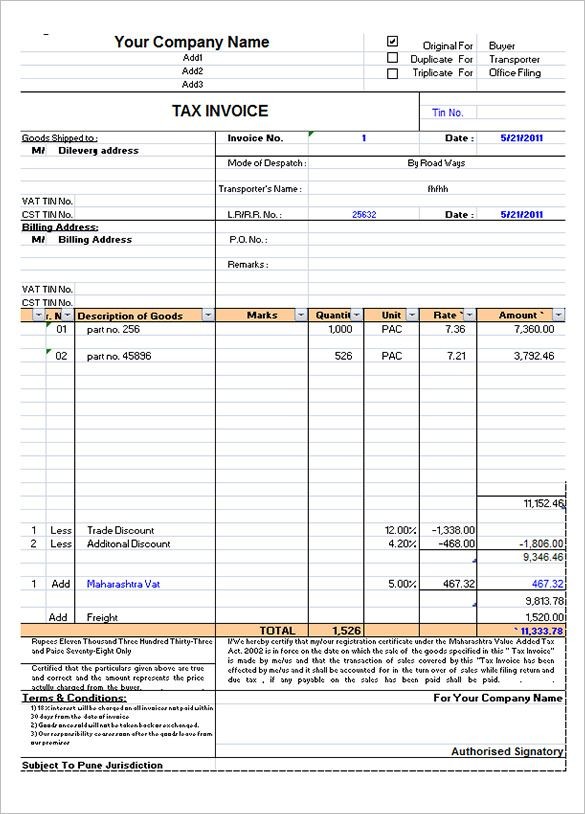 Your Company Name
Add1
Add2
Add3
Original For Buyer
Duplicate For Transporter
Triplicate For Office Filing
TAX INVOICE
Tin No.
Goods Shipped to :
M/ Dilevery address
VAT TIN No.
CST TIN No.
Invoice No. 1 Date : 5/21/2011
Mode of Despatch : By Road Ways
Transporter's Name : fhfhh
L.R/R.R. No. : 25632 Date : 5/21/2011
Billing Address:
M/ Billing Address
VAT TIN No.
CST TIN No.
P.O. No. :
Remarks :
r. N Description of Goods Marks Quantit Unit Rate ` Amount `
01 part no. 256 1,000 PAC 7.36 7,360.00
02 part no. 45896 526 PAC 7.21 3,792.46
11,152.46
1 Less Trade Discount 12.00% -1,338.00
2 Less Additonal Discount 4.20% -468.00 -1,806.00
9,346.46
1 Add Maharashtra Vat 5.00% 467.32 467.32
9,813.78
Add Freight 1,520.00
TOTAL 1,526 ` 11,333.78
Rupees Eleven Thousand Three Hundred Thirty-Three
and Paise Seventy-Eight Only
Certified that the particulars given above are true
and correct and the amount represents the price
actully charged from the buyer.
I/We hereby certify that my/our registration certificate under the Maharashtra Value Added Tax
Act. 2002 is in force on the date on which the sale of the goods specified in this " Tax Invoice"
is made by me/us and that the transaction of sales covered by this "Tax Invoice has been
effected by me/us and it shall be accounted for in the turn over of sales while filing return and
due tax , if any payable on the sales has been paid shall be paid.
Terms & Conditions:
1) 18% interest will be charged on all invoices not paid within
30 days from the date of invoice
2) Goods once sold will not be taken back or exchanged.
3) Our responsibility ceases soon after the goods leave from
our premises
For Your Company Name
Authorised Signatory
Subject To Pune Jurisdiction